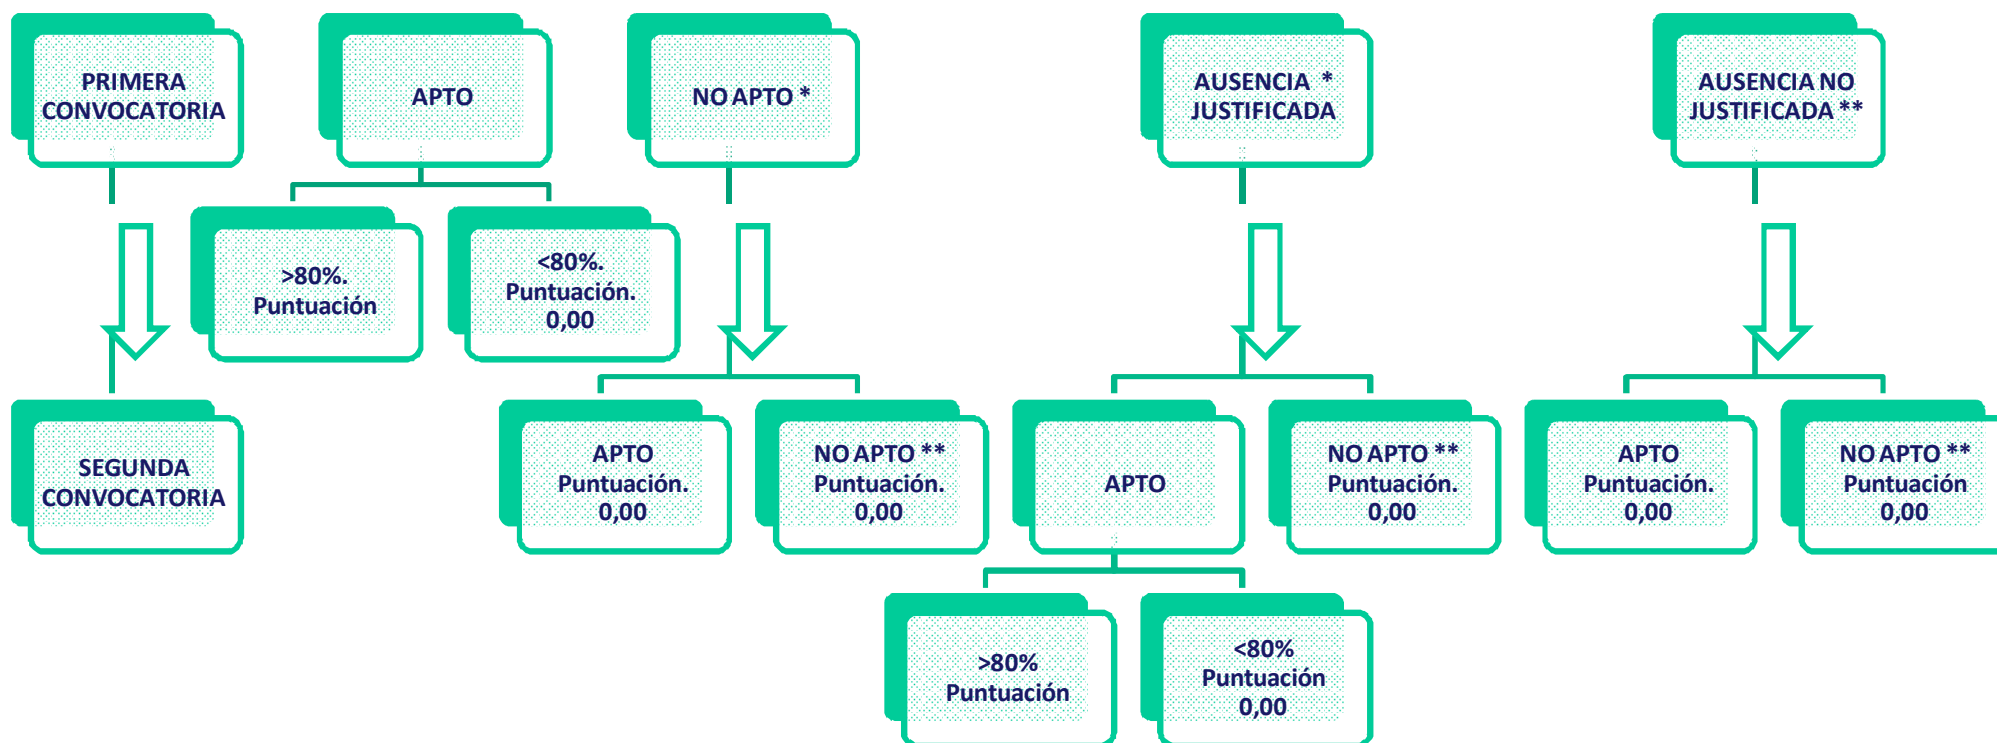 PRIMERA
CONVOCATORIA
APTO
NO APTO *
AUSENCIA *
JUSTIFICADA
AUSENCIA NO
JUSTIFICADA **
>80%.
Puntuación
<80%.
Puntuación.
0,00
SEGUNDA
CONVOCATORIA
APTO
Puntuación.
0,00
NO APTO **
Puntuación.
0,00
APTO
NO APTO **
Puntuación.
0,00
APTO
Puntuación.
0,00
NO APTO **
Puntuación
0,00
>80%
Puntuación
<80%
Puntuación
0,00